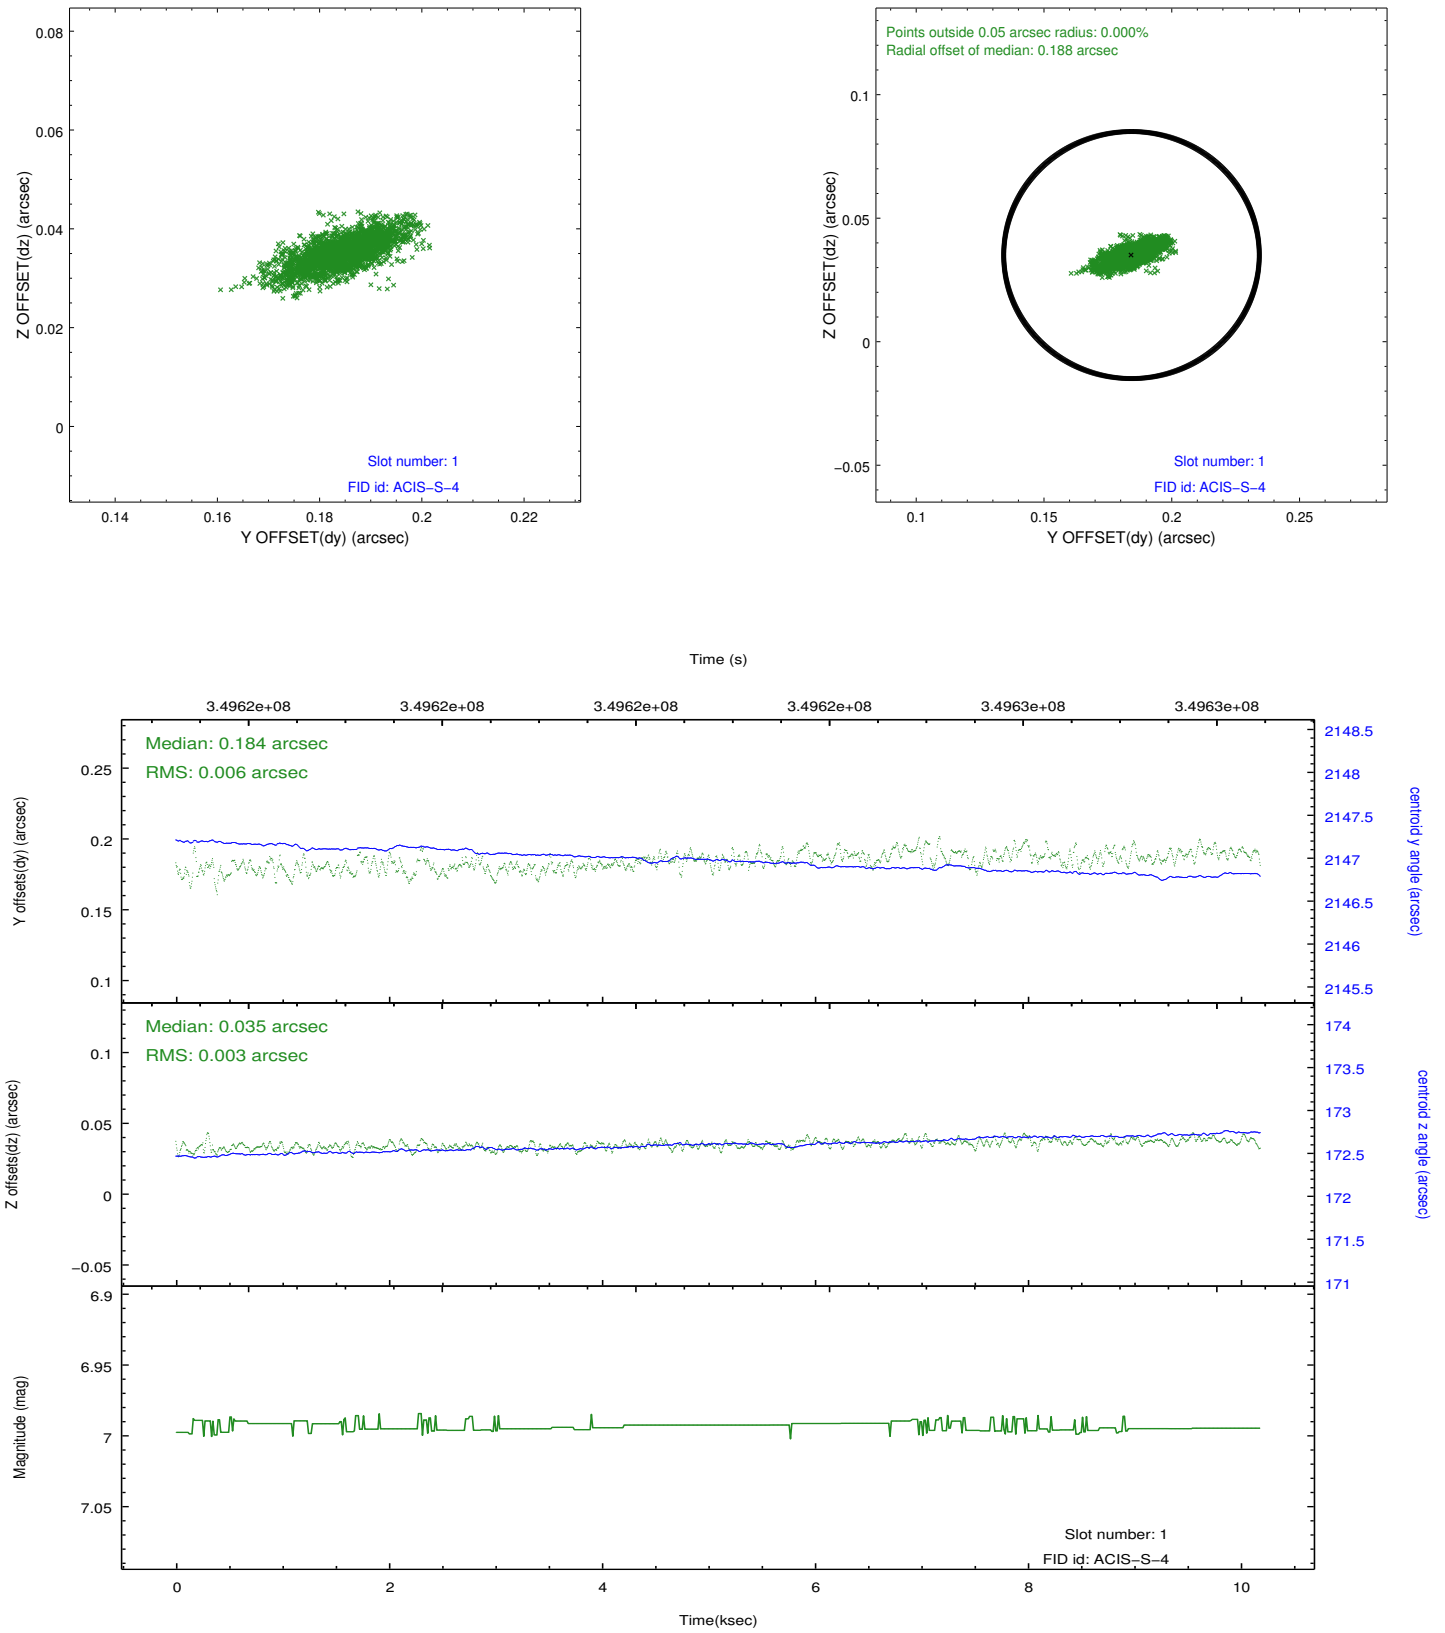 0.08
0.06
0.04
0.02
0
Z OFFSET(dz) (arcsec)
Slot number: 1
FID id: ACIS−S−4
0.14
0.16
0.18
0.2
0.22
Y OFFSET(dy) (arcsec)
Points outside 0.05 arcsec radius: 0.000%
Radial offset of median: 0.188 arcsec
0.1
0.05
0
−0.05
Z OFFSET(dz) (arcsec)
Slot number: 1
FID id: ACIS−S−4
0.1
0.15
0.2
0.25
Y OFFSET(dy) (arcsec)
Time (s)
3.4962e+08
3.4962e+08
3.4962e+08
3.4962e+08
3.4963e+08
3.4963e+08
Median: 0.184 arcsec
RMS: 0.006 arcsec
0.25
0.2
0.15
0.1
Y offsets(dy) (arcsec)
2148.5
2148
2147.5
2147
2146.5
2146
2145.5
centroid y angle (arcsec)
Median: 0.035 arcsec
RMS: 0.003 arcsec
0.1
0.05
0
−0.05
Z offsets(dz) (arcsec)
174
173.5
173
172.5
172
171.5
171
centroid z angle (arcsec)
6.9
6.95
7
7.05
Magnitude (mag)
Slot number: 1
FID id: ACIS−S−4
0
2
4
6
8
10
Time(ksec)